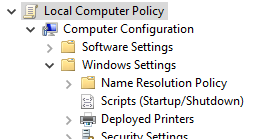 Local Computer Policy
Computer Configuration
Software Settings
Windows Settings
Name Resolution Policy
Scripts (Startup/Shutdown)
Deployed Printers
Security Settings